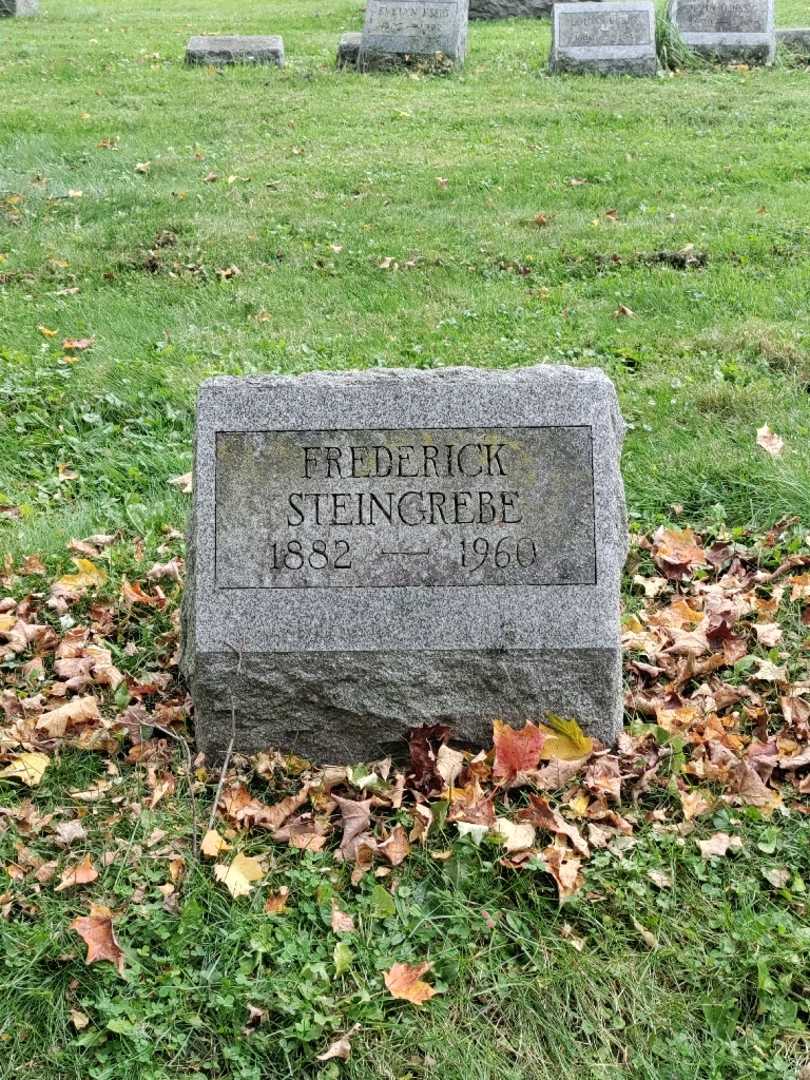 FREDERICK
STEINGREBE
1882 — 1960